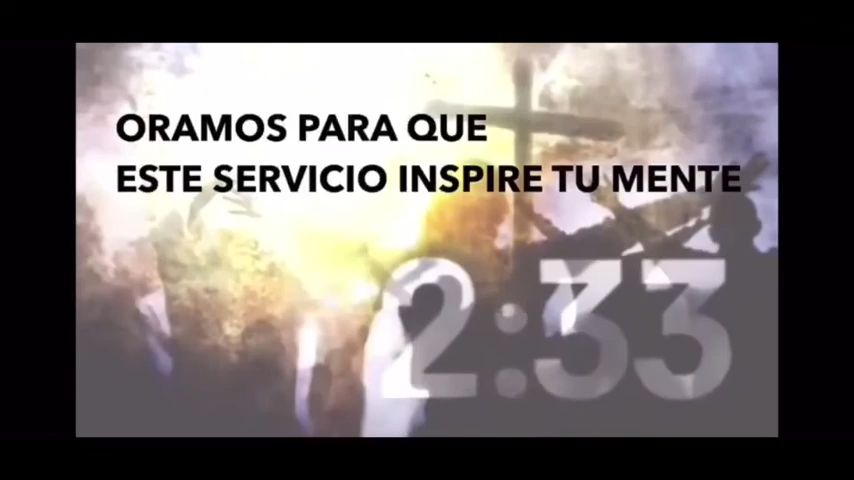 ORAMOS PARA QUE
ESTE SERVICIO INSPIRE TU MENTE
2:33